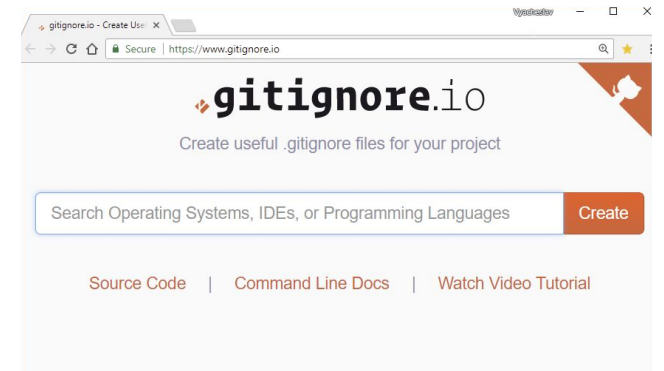 Vyacheslav
gitignore.io - Create Usef
Secure | https://www.gitignore.io
.gitignore.io
Create useful .gitignore files for your project
Search Operating Systems, IDEs, or Programming Languages
Create
Source Code | Command Line Docs | Watch Video Tutorial